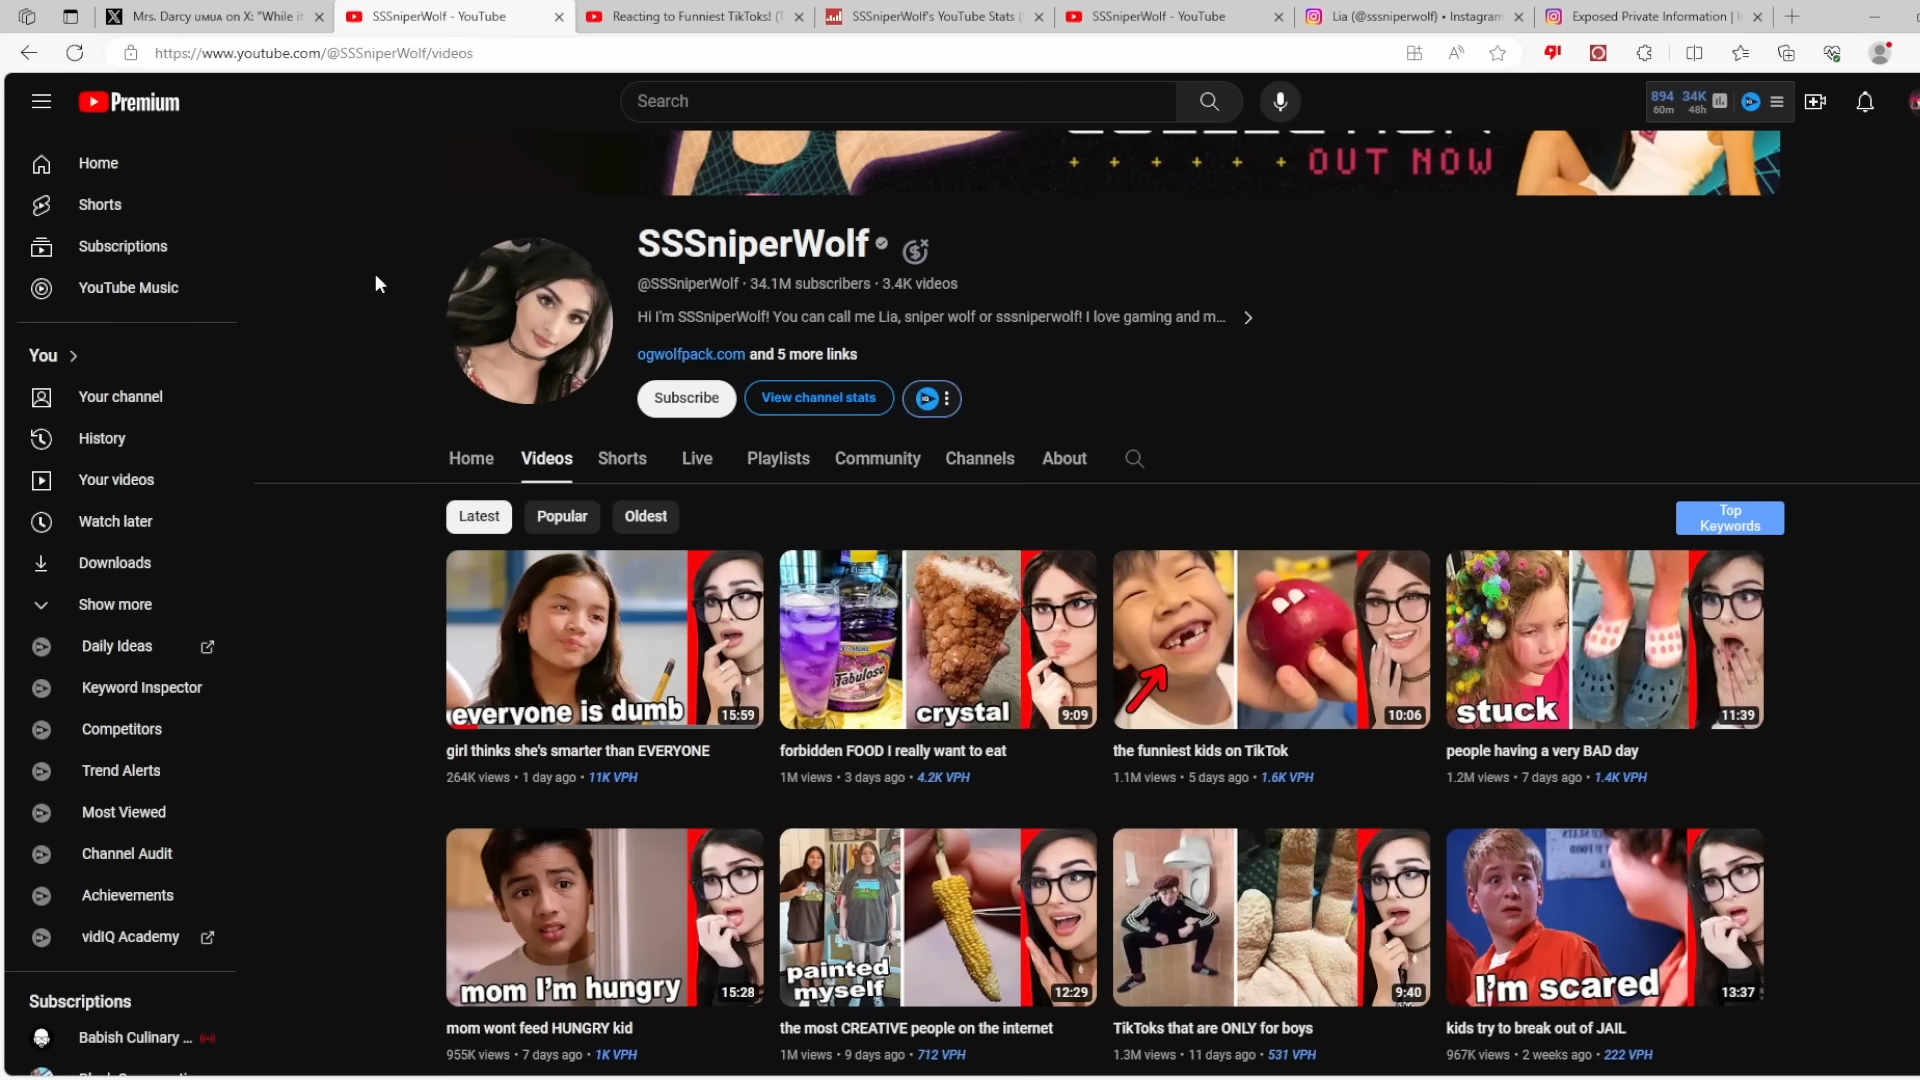 Mrs. Darcy UMUA on X: "While it
SSSniperWolf - YouTube
Reacting to Funniest TikToks! (
SSSniperWolf's YouTube Stats (
SSSniperWolf - YouTube
Lia (@sssniperwolf) • Instagram
Exposed Private Information |
https://www.youtube.com/@SSSniperWolf/videos
Premium
Search
894 34K
60m 48h
OUT NOW
Home
Shorts
Subscriptions
YouTube Music
You
Your channel
History
Your videos
Watch later
Downloads
Show more
Daily Ideas
Keyword Inspector
Competitors
Trend Alerts
Most Viewed
Channel Audit
Achievements
vidIQ Academy
Subscriptions
Babish Culinary ...
SSSniperWolf
@SSSniperWolf · 34.1M subscribers · 3.4K videos
Hi I'm SSSniperWolf! You can call me Lia, sniper wolf or sssniperwolf! I love gaming and m...
ogwolfpack.com and 5 more links
Subscribe
View channel stats
Home Videos Shorts Live Playlists Community Channels About
Latest Popular Oldest
Top
Keywords
everyone is dumb
15:59
Fabuloso
crystal
9:09
10:06
stuck
11:39
girl thinks she's smarter than EVERYONE
264K views • 1 day ago • 11K VPH
forbidden FOOD I really want to eat
1M views • 3 days ago • 4.2K VPH
the funniest kids on TikTok
1.1M views • 5 days ago • 1.6K VPH
people having a very BAD day
1.2M views • 7 days ago • 1.4K VPH
mom I'm hungry
15:28
painted
myself
12:29
9:40
I'm scared
13:37
mom wont feed HUNGRY kid
955K views • 7 days ago • 1K VPH
the most CREATIVE people on the internet
1M views • 9 days ago • 712 VPH
TikToks that are ONLY for boys
1.3M views • 11 days ago • 531 VPH
kids try to break out of JAIL
967K views • 2 weeks ago • 222 VPH